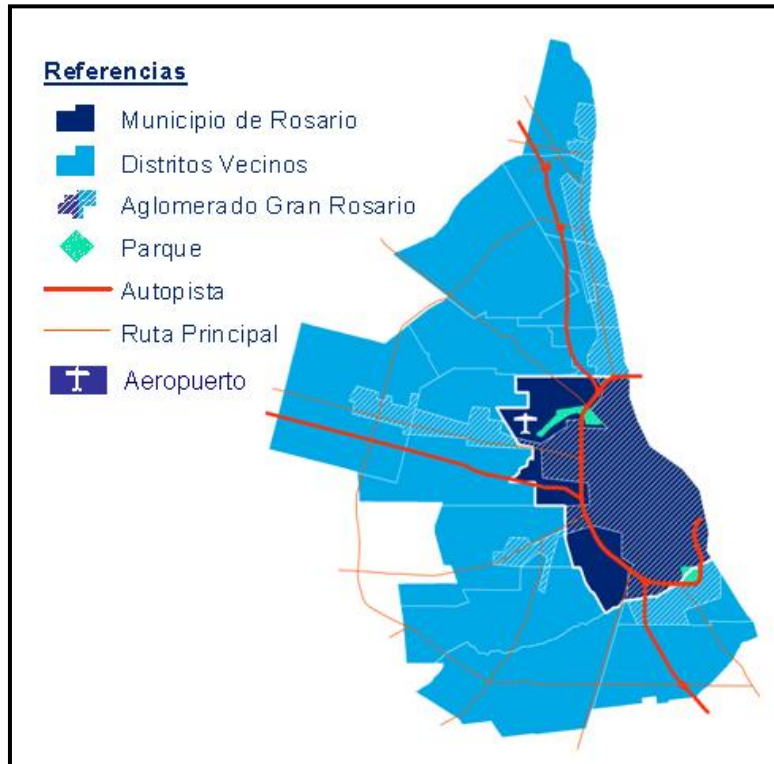 Referencias
Municipio de Rosario
Distritos Vecinos
Aglomerado Gran Rosario
Parque
Autopista
Ruta Principal
Aeropuerto